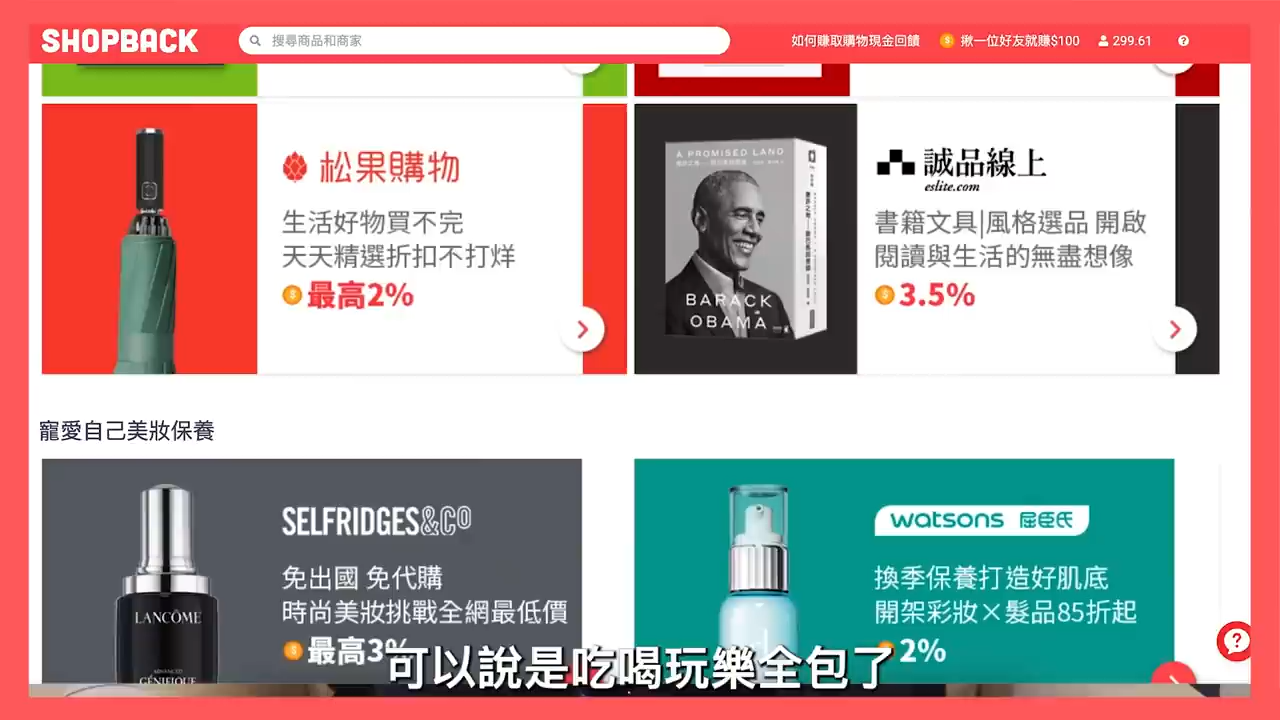 SHOPBACK
搜尋商品和商家
如何賺取購物現金回饋
揪一位好友就賺$100
299.61
松果購物
生活好物買不完
天天精選折扣不打烊
最高2%
A PROMISED LAND
BARACK
OBAMA
誠品線上
eslite.com
書籍文具|風格選品 開啟
閱讀與生活的無盡想像
3.5%
寵愛自己美妝保養
SELFRIDGES&CO
免出國 免代購
時尚美妝挑戰全網最低價
最高3%
LANCÔME
ADVANCED
GÉNIFIQUE
watsons 屈臣氏
換季保養打造好肌底
開架彩妝×髮品85折起
2%
可以說是吃喝玩樂全包了